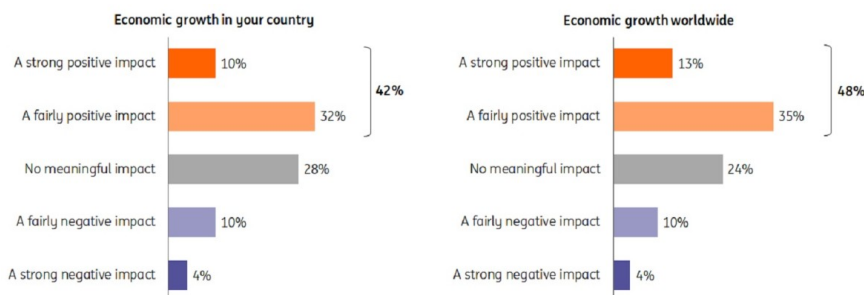 Economic growth in your country
A strong positive impact 10%
42%
A fairly positive impact 32%
No meaningful impact 28%
A fairly negative impact 10%
A strong negative impact 4%
Economic growth worldwide
A strong positive impact 13%
48%
A fairly positive impact 35%
No meaningful impact 24%
A fairly negative impact 10%
A strong negative impact 4%